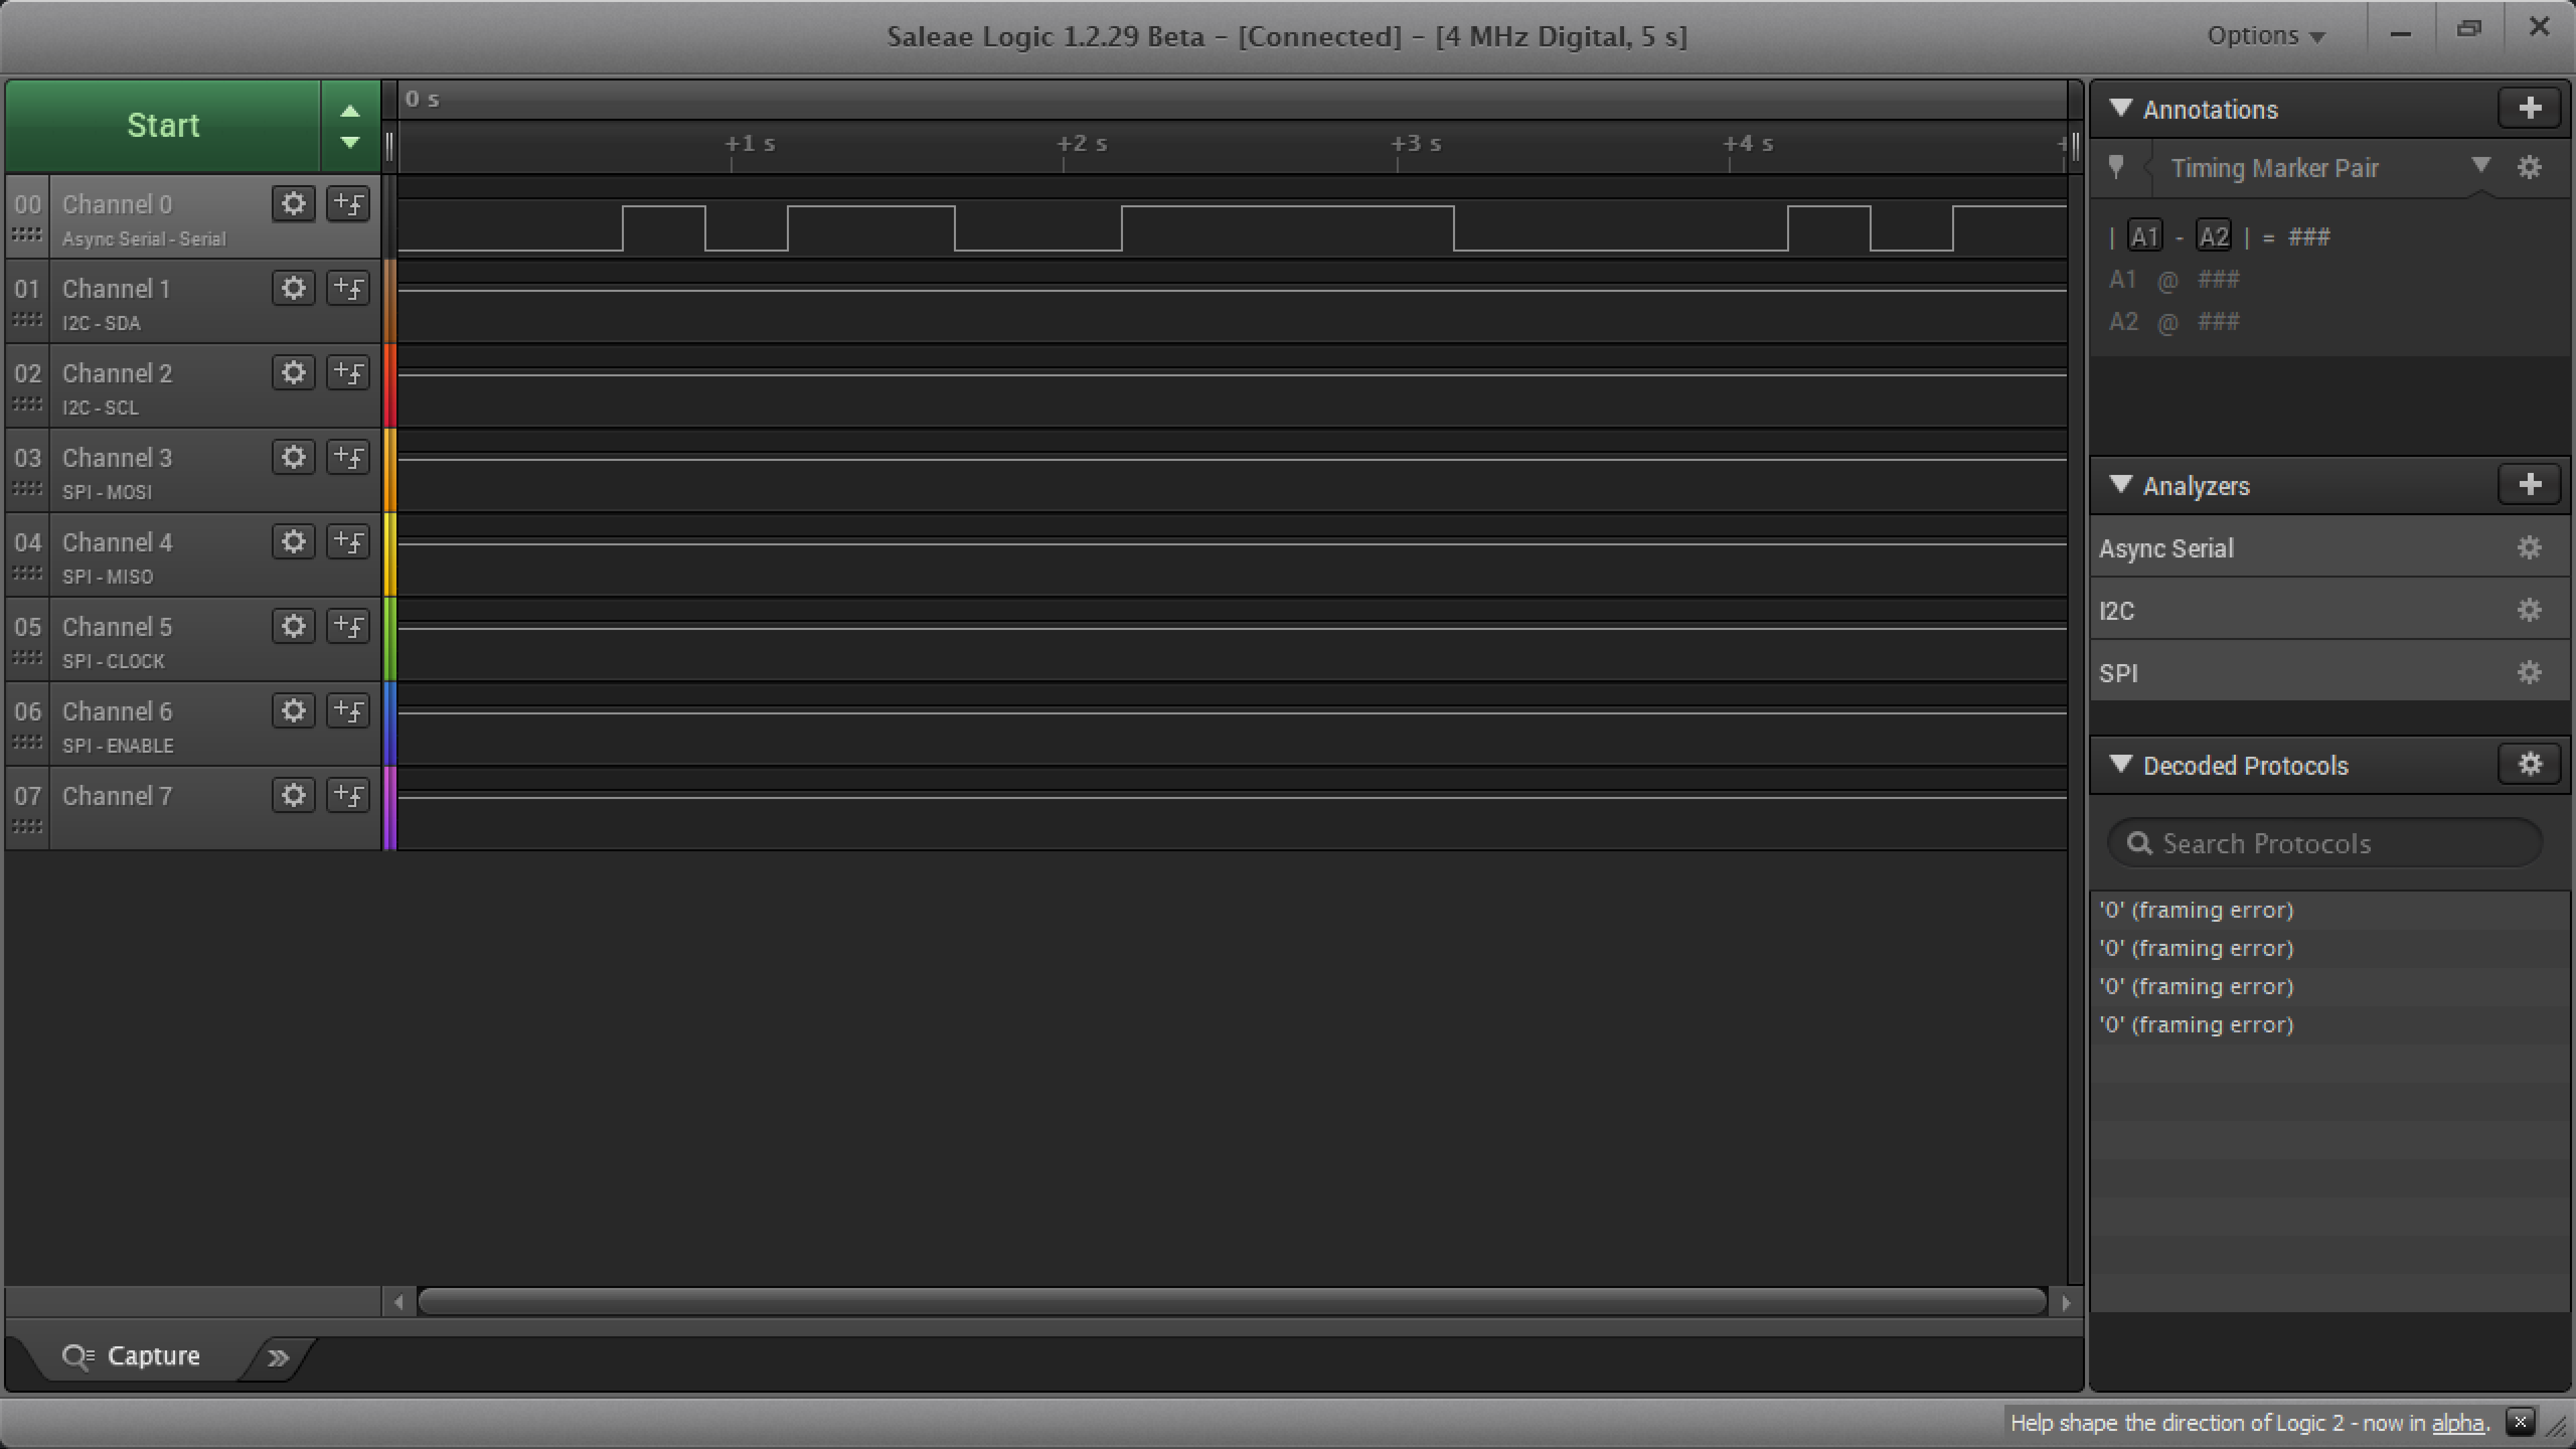 Saleae Logic 1.2.29 Beta - [Connected] - [4 MHz Digital, 5 s]
Options
Start
0 s
+1 s +2 s +3 s +4 s +
00 Channel 0
Async Serial - Serial
01 Channel 1
I2C - SDA
02 Channel 2
I2C - SCL
03 Channel 3
SPI - MOSI
04 Channel 4
SPI - MISO
05 Channel 5
SPI - CLOCK
06 Channel 6
SPI - ENABLE
07 Channel 7
Capture
Annotations
Timing Marker Pair
| A1 - A2 | = ###
A1 @ ###
A2 @ ###
Analyzers
Async Serial
I2C
SPI
Decoded Protocols
Search Protocols
'0' (framing error)
'0' (framing error)
'0' (framing error)
'0' (framing error)
Help shape the direction of Logic 2 - now in alpha.